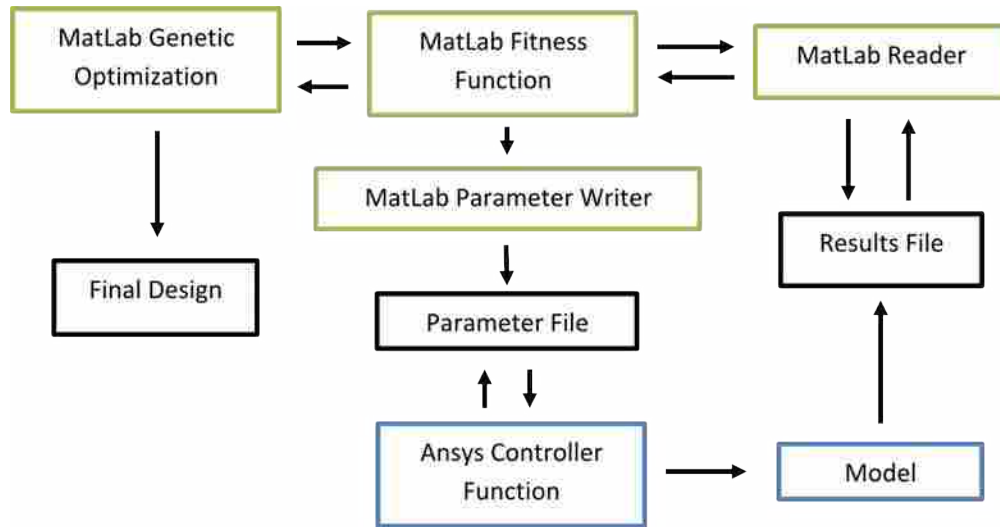 MatLab Genetic
Optimization
MatLab Fitness
Function
MatLab Reader
MatLab Parameter Writer
Results File
Final Design
Parameter File
Ansys Controller
Function
Model